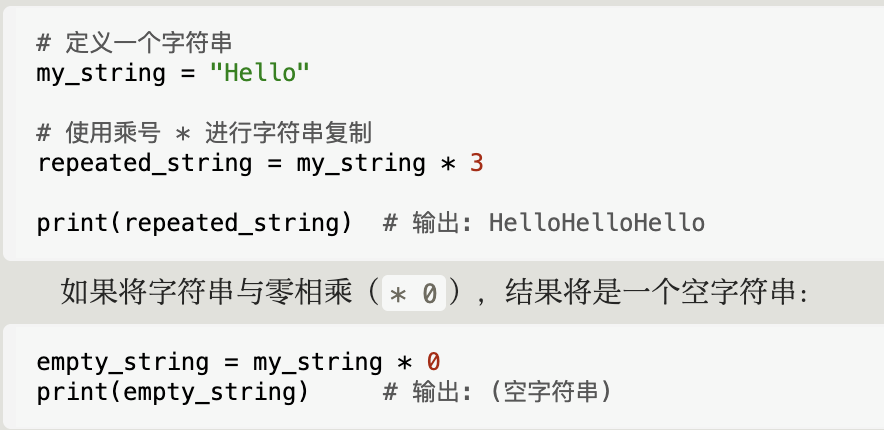 # 定义一个字符串
my_string = "Hello"
# 使用乘号 * 进行字符串复制
repeated_string = my_string * 3
print(repeated_string)  # 输出: HelloHelloHello
如果将字符串与零相乘（* 0），结果将是一个空字符串：
empty_string = my_string * 0
print(empty_string)     # 输出: (空字符串)